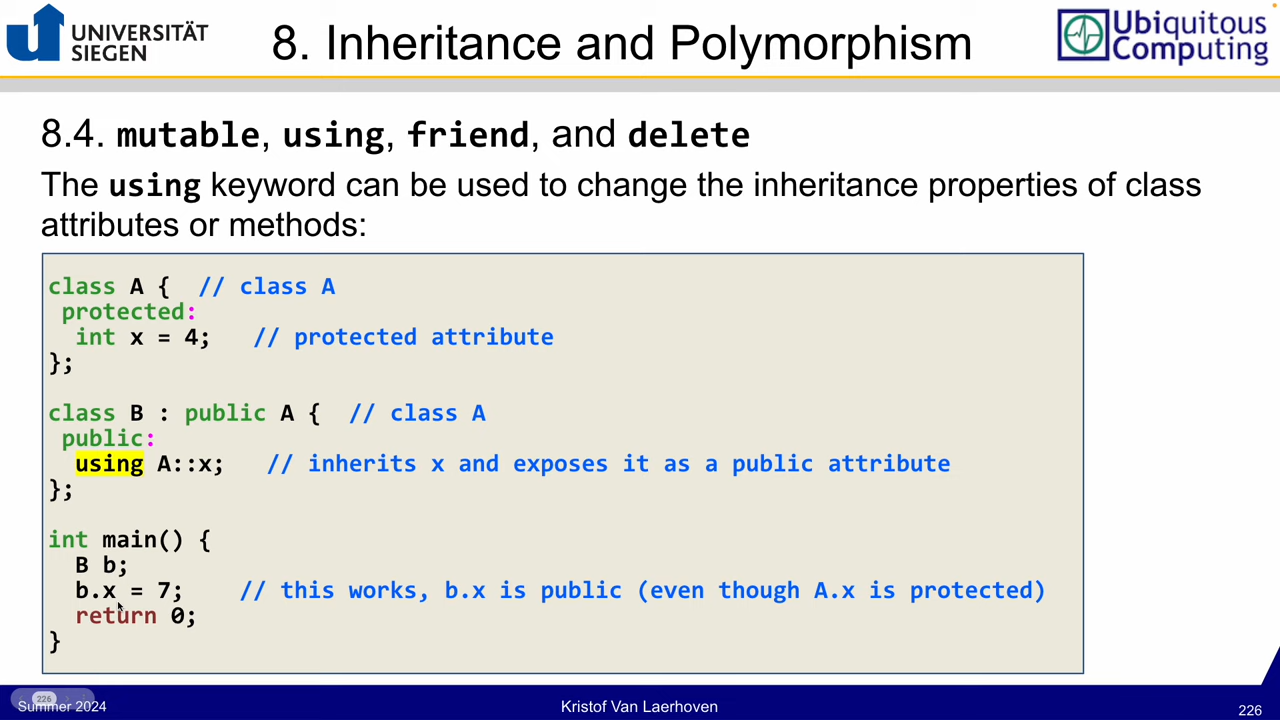 UNIVERSITÄT
SIEGEN
8. Inheritance and Polymorphism
Ubiquitous
Computing
8.4. mutable, using, friend, and delete
The using keyword can be used to change the inheritance properties of class
attributes or methods:
class A {  // class A
 protected:
  int x = 4;   // protected attribute
};
class B : public A {  // class A
 public:
  using A::x;   // inherits x and exposes it as a public attribute
};
int main() {
  B b;
  b.x = 7;    // this works, b.x is public (even though A.x is protected)
  return 0;
}
226
Summer 2024
Kristof Van Laerhoven
226